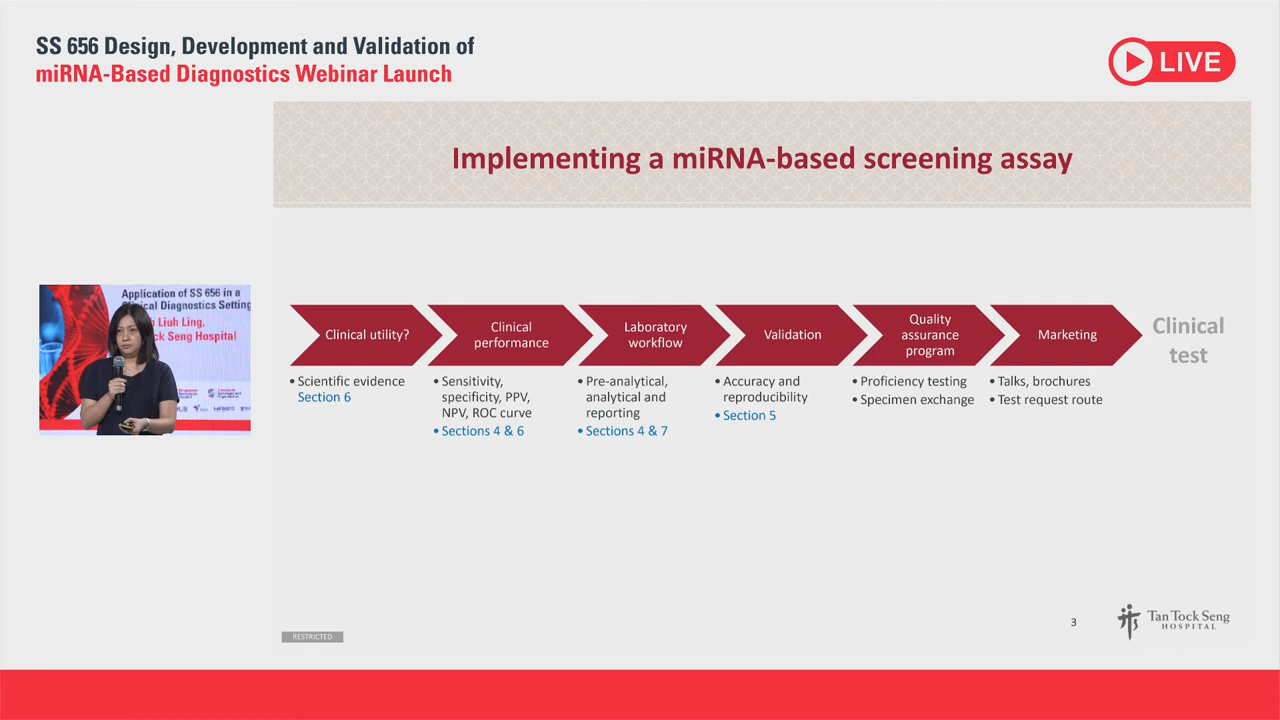 SS 656 Design, Development and Validation of
miRNA-Based Diagnostics Webinar Launch
LIVE
Implementing a miRNA-based screening assay
Application of SS 656 in a
Clinical Diagnostics Setting
Liuh Ling,
ock Seng Hospital
Clinical utility?
• Scientific evidence
Section 6
Clinical
performance
• Sensitivity,
specificity, PPV,
NPV, ROC curve
• Sections 4 & 6
Laboratory
workflow
• Pre-analytical,
analytical and
reporting
• Sections 4 & 7
Validation
• Accuracy and
reproducibility
• Section 5
Quality
assurance
program
• Proficiency testing
• Specimen exchange
Marketing
• Talks, brochures
• Test request route
Clinical
test
RESTRICTED
3
Tan Tock Seng
HOSPITAL